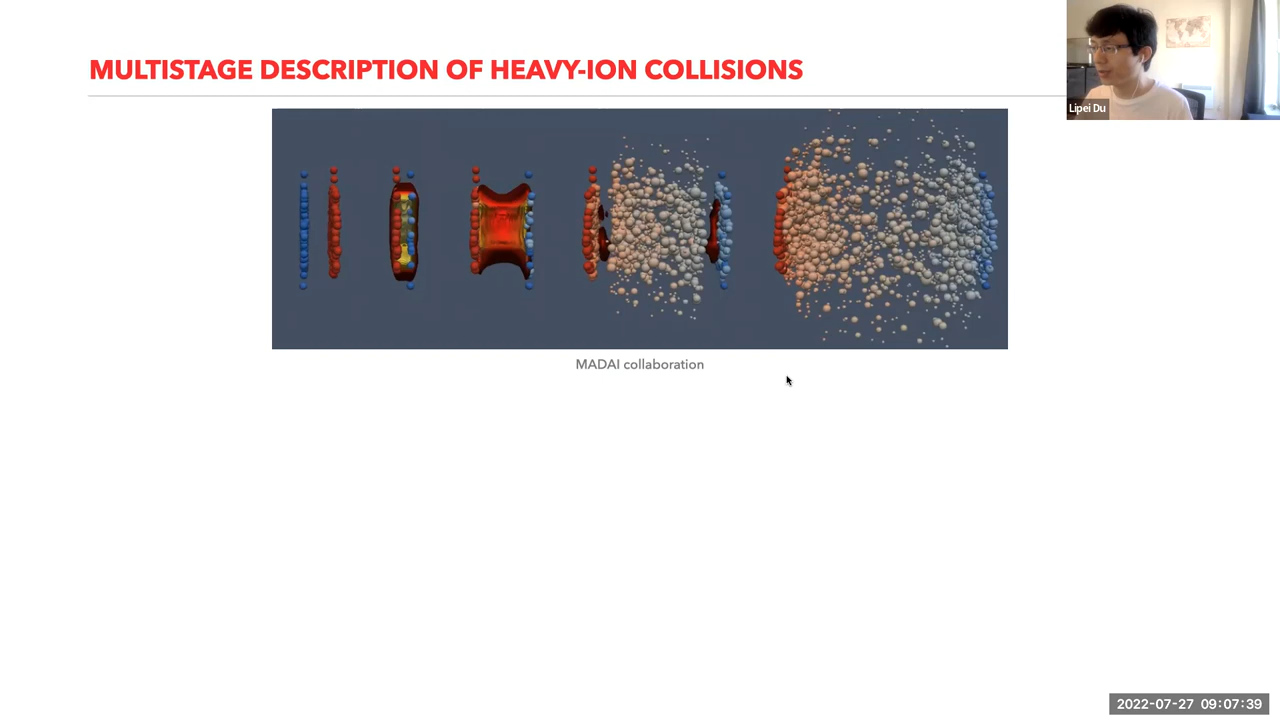 MULTISTAGE DESCRIPTION OF HEAVY-ION COLLISIONS
Lipei Du
MADAI collaboration
2022-07-27 09:07:39